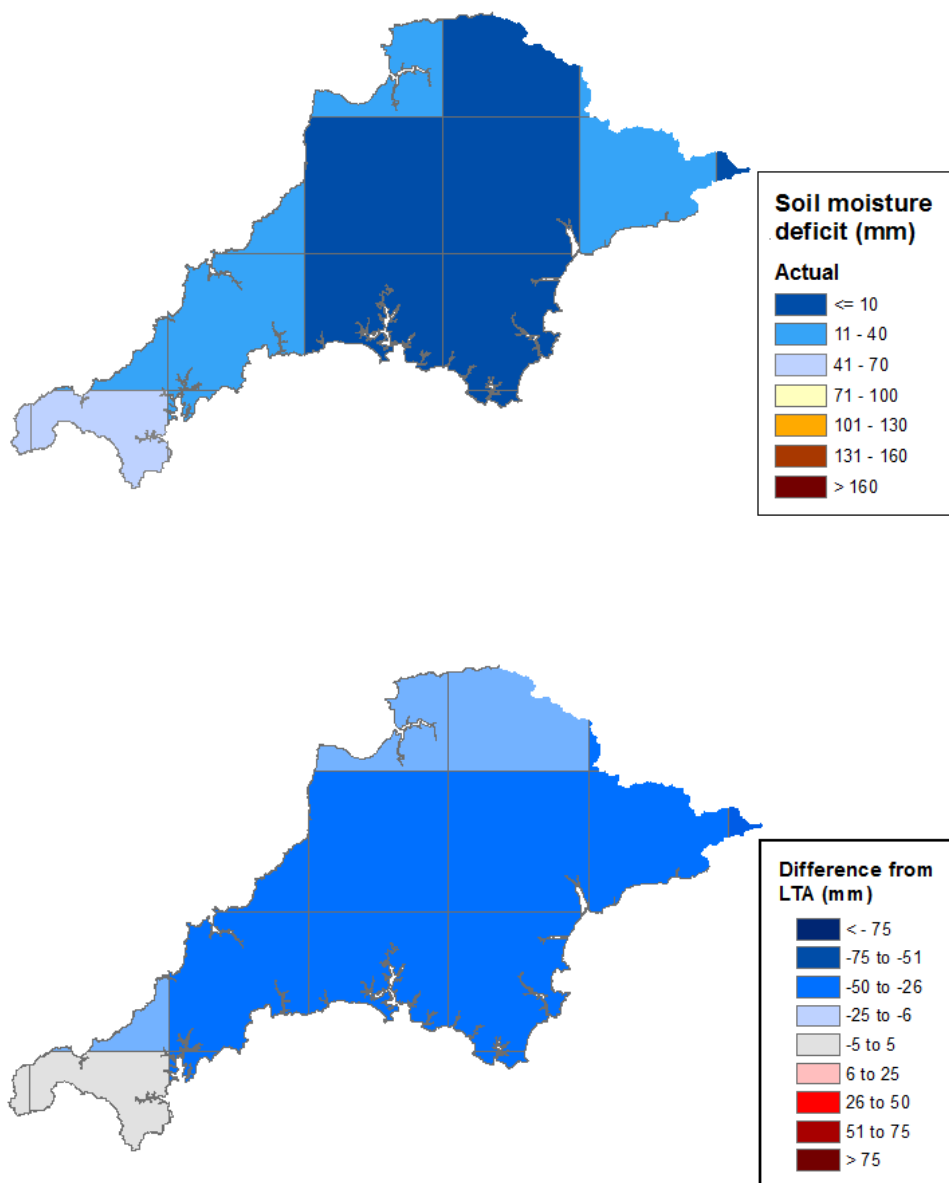 Soil moisture
deficit (mm)
Actual
<= 10
11 - 40
41 - 70
71 - 100
101 - 130
131 - 160
> 160
Difference from
LTA (mm)
< - 75
-75 to -51
-50 to -26
-25 to -6
-5 to 5
6 to 25
26 to 50
51 to 75
> 75